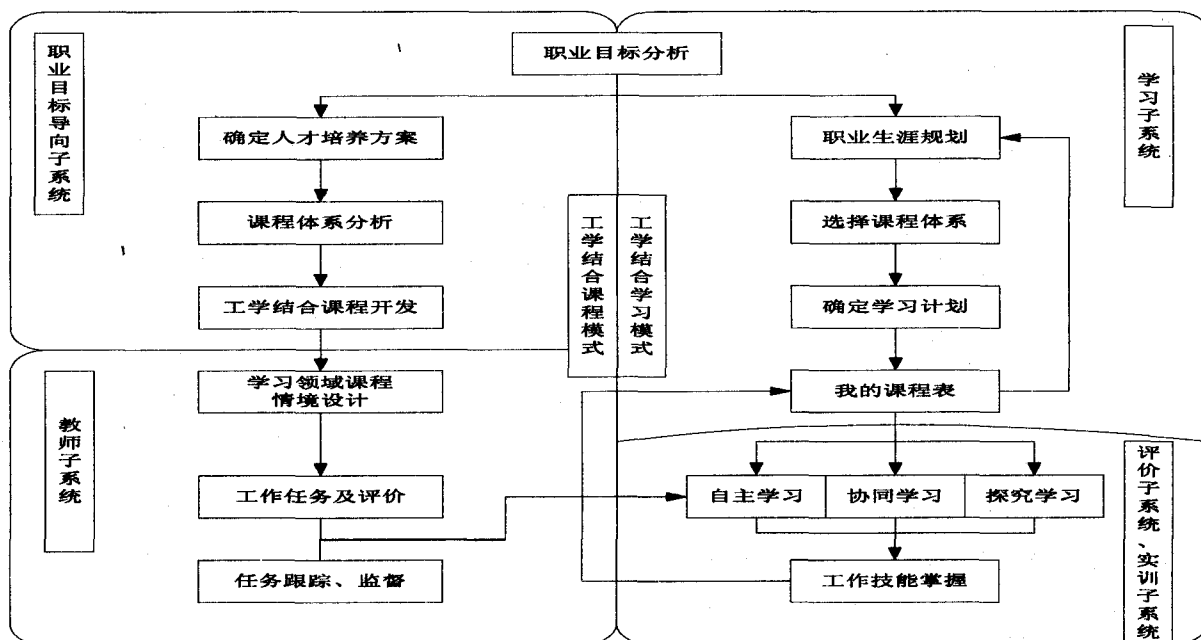 职业目标分析
职业目标导向子系统
学习子系统
确定人才培养方案
职业生涯规划
课程体系分析
选择课程体系
工学结合课程模式
工学结合学习模式
工学结合课程开发
确定学习计划
学习领域课程
情境设计
我的课程表
教师子系统
评价子系统、实训子系统
工作任务及评价
自主学习
协同学习
探究学习
任务跟踪、监督
工作技能掌握